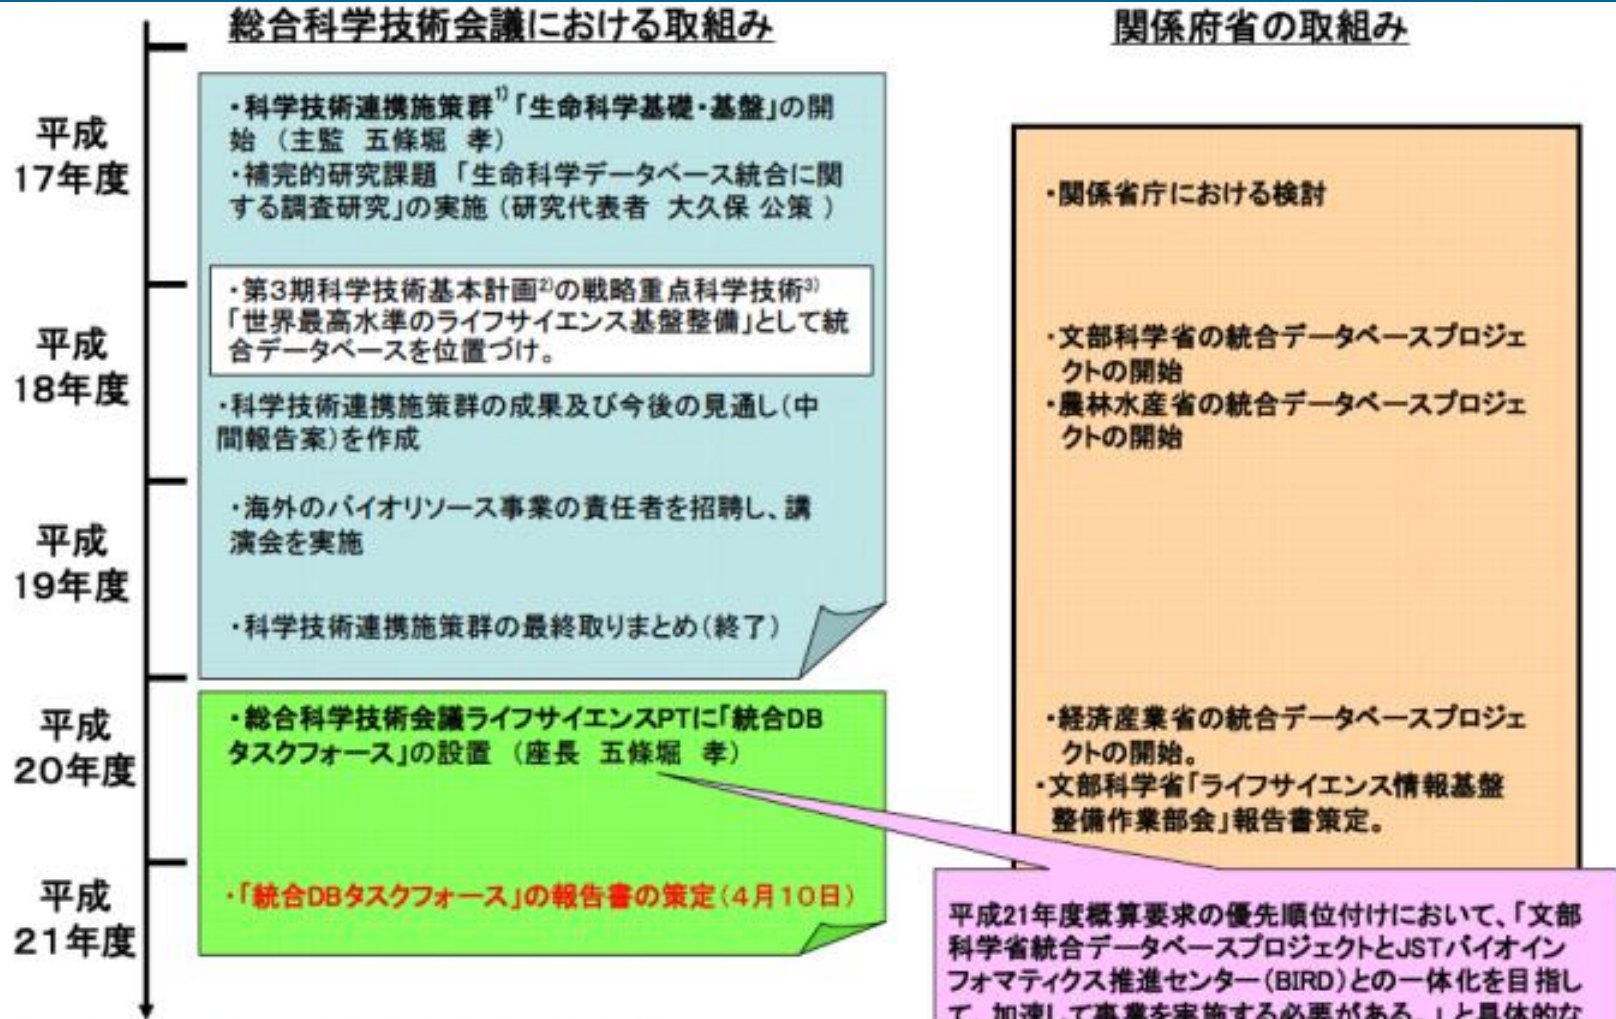 総合科学技術会議における取組み
関係府省の取組み
平成
17年度
・科学技術連携施策群1)「生命科学基礎・基盤」の開
始 （主監 五條堀 孝）
・補完的研究課題 「生命科学データベース統合に関
する調査研究」の実施（研究代表者 大久保 公策 ）
・関係省庁における検討
平成
18年度
・第3期科学技術基本計画2)の戦略重点科学技術3)
「世界最高水準のライフサイエンス基盤整備」として統
合データベースを位置づけ。
・科学技術連携施策群の成果及び今後の見通し（中
間報告案）を作成
・文部科学省の統合データベースプロジェ
クトの開始
・農林水産省の統合データベースプロジェ
クトの開始
平成
19年度
・海外のバイオリソース事業の責任者を招聘し、講
演会を実施
・科学技術連携施策群の最終取りまとめ（終了）
平成
20年度
・総合科学技術会議ライフサイエンスPTに「統合DB
タスクフォース」の設置 （座長 五條堀 孝）
・経済産業省の統合データベースプロジェ
クトの開始。
・文部科学省「ライフサイエンス情報基盤
整備作業部会」報告書策定。
平成
21年度
・「統合DBタスクフォース」の報告書の策定（4月10日）
平成21年度概算要求の優先順位付けにおいて、「文部
科学省統合データベースプロジェクトとJSTバイオイン
フォマティクス推進センター（BIRD）との一体化を目指し
て、加速して事業を実施する必要がある。」と具体的な